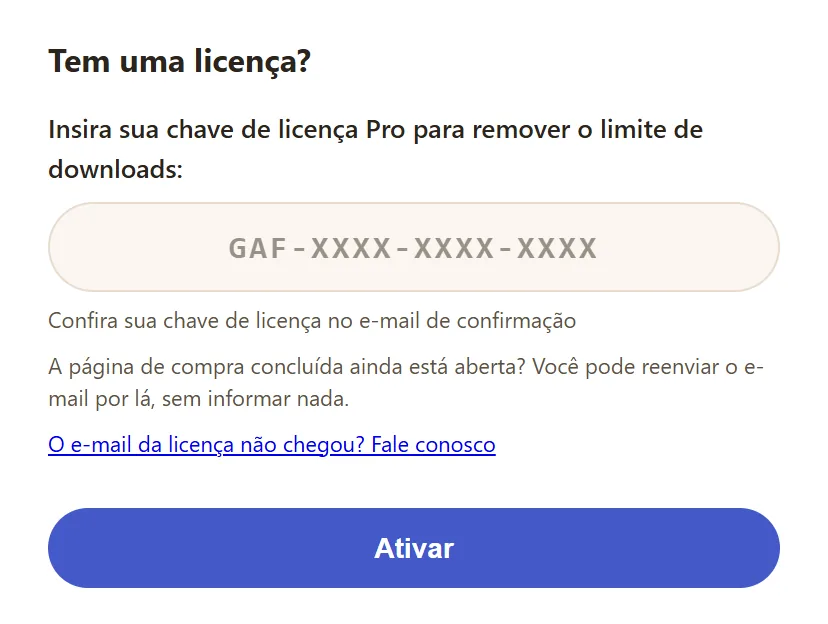 Tem uma licença?
Insira sua chave de licença Pro para remover o limite de
downloads:
GAF-XXXX-XXXX-XXXX
Confira sua chave de licença no e-mail de confirmação
A página de compra concluída ainda está aberta? Você pode reenviar o e-
mail por lá, sem informar nada.
O e-mail da licença não chegou? Fale conosco
Ativar